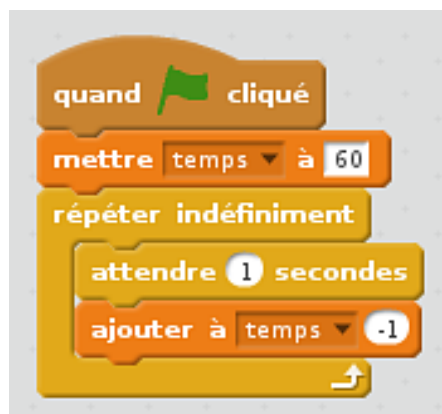 quand cliqué
mettre temps à 60
répéter indéfiniment
attendre 1 secondes
ajouter à temps -1